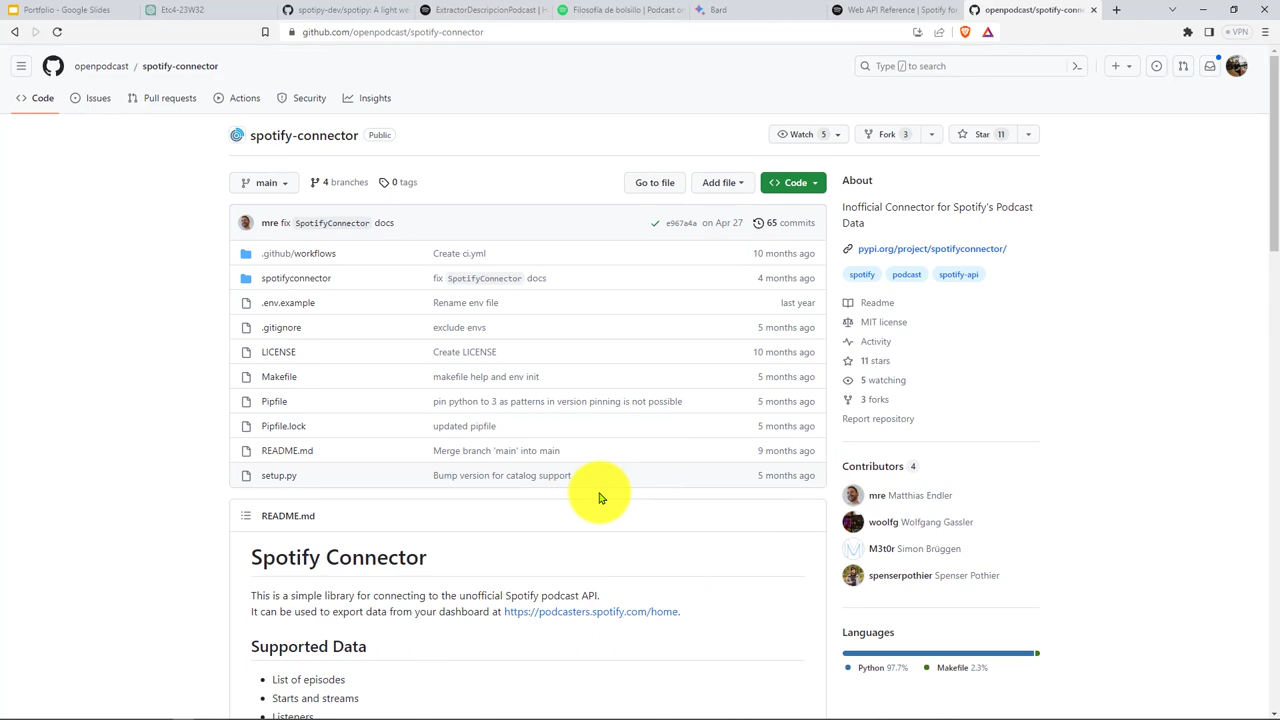 Portfolio - Google Slides
Etc4-23W32
spotipy-dev/spotipy: A light we
ExtractorDescripcionPodcast | H
Filosofía de bolsillo | Podcast on
Bard
Web API Reference | Spotify for
openpodcast/spotify-conn
github.com/openpodcast/spotify-connector
VPN
openpodcast / spotify-connector
Type / to search
Code
Issues
Pull requests
Actions
Security
Insights
spotify-connector Public
Watch 5
Fork 3
Star 11
main
4 branches
0 tags
Go to file
Add file
Code
mre fix SpotifyConnector docs
e967a4a on Apr 27
65 commits
.github/workflows Create ci.yml 10 months ago
spotifyconnector fix SpotifyConnector docs 4 months ago
.env.example Rename env file last year
.gitignore exclude envs 5 months ago
LICENSE Create LICENSE 10 months ago
Makefile makefile help and env init 5 months ago
Pipfile pin python to 3 as patterns in version pinning is not possible 5 months ago
Pipfile.lock updated pipfile 5 months ago
README.md Merge branch 'main' into main 9 months ago
setup.py Bump version for catalog support 5 months ago
README.md
Spotify Connector
This is a simple library for connecting to the unofficial Spotify podcast API.
It can be used to export data from your dashboard at https://podcasters.spotify.com/home.
Supported Data
List of episodes
Starts and streams
Listeners
About
Inofficial Connector for Spotify's Podcast
Data
pypi.org/project/spotifyconnector/
spotify podcast spotify-api
Readme
MIT license
Activity
11 stars
5 watching
3 forks
Report repository
Contributors 4
mre Matthias Endler
woolfg Wolfgang Gassler
M3t0r Simon Brüggen
spenserpothier Spenser Pothier
Languages
Python 97.7% Makefile 2.3%